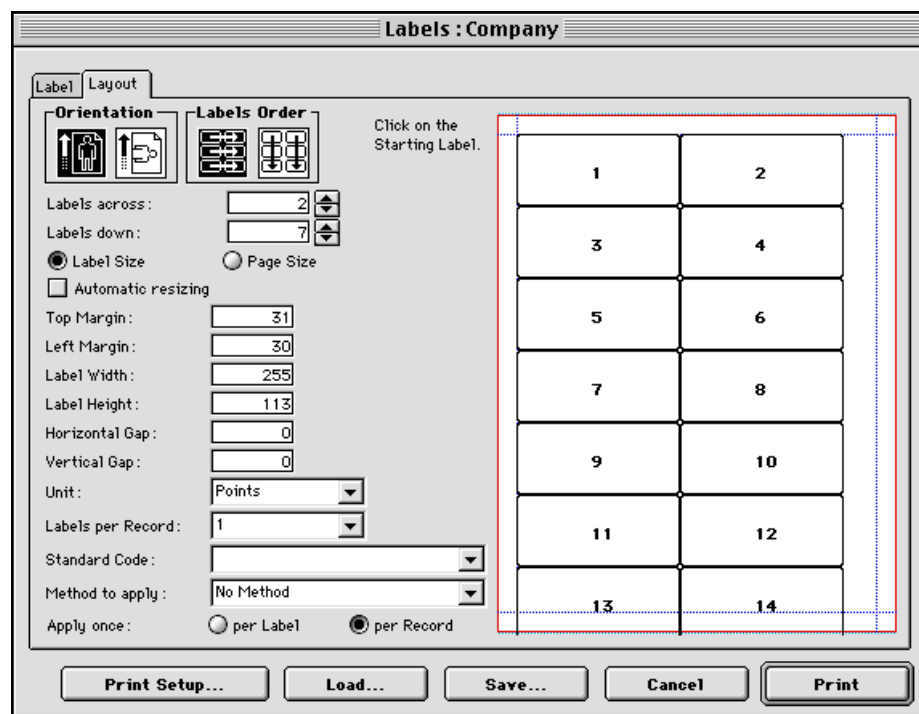 Labels : Company
Label Layout
Orientation Labels Order
Click on the
Starting Label.
Labels across : 2
Labels down : 7
Label Size Page Size
Automatic resizing
Top Margin : 31
Left Margin : 30
Label Width : 255
Label Height : 113
Horizontal Gap : 0
Vertical Gap : 0
Unit : Points
Labels per Record : 1
Standard Code :
Method to apply : No Method
Apply once : per Label per Record
1 2
3 4
5 6
7 8
9 10
11 12
13 14
Print Setup... Load... Save... Cancel Print